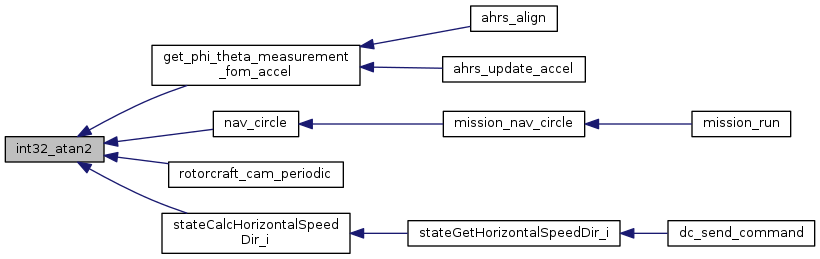 ahrs_align
get_phi_theta_measurement
_fom_accel
ahrs_update_accel
nav_circle
mission_nav_circle
mission_run
int32_atan2
rotorcraft_cam_periodic
stateCalcHorizontalSpeed
Dir_i
stateGetHorizontalSpeedDir_i
dc_send_command